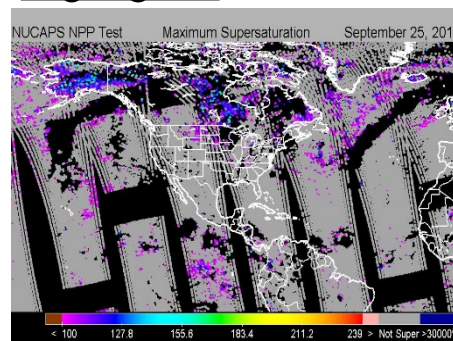 NUCAPS NPP Test Maximum Supersaturation September 25, 201
< 100 127.8 155.6 183.4 211.2 239 > Not Super >30000